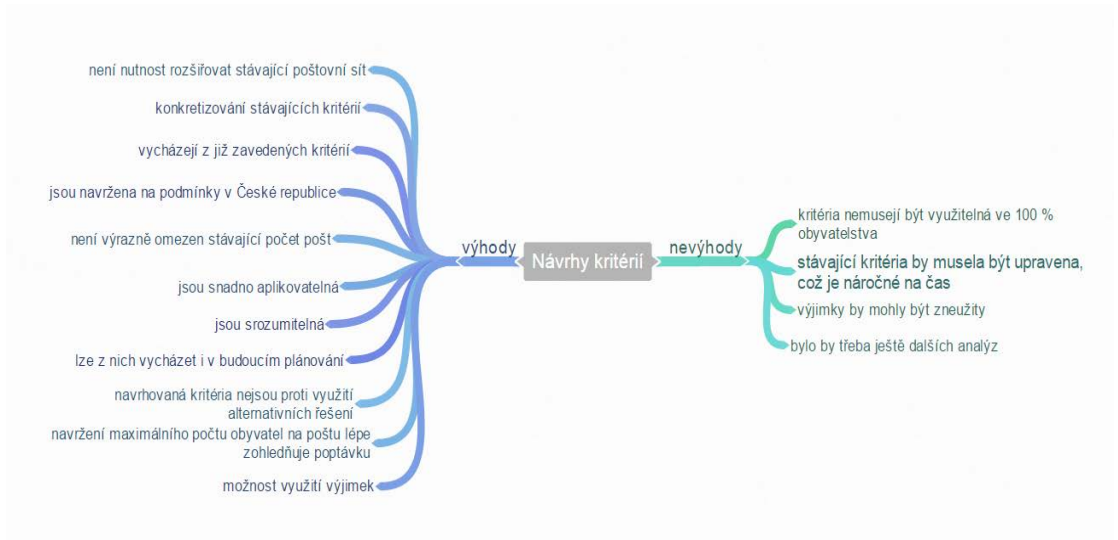 není nutnost rozšiřovat stávající poštovní sít
konkretizování stávajících kritérií
vycházejí z již zavedených kritérií
jsou navržena na podmínky v České republice
není výrazně omezen stávající počet pošt
jsou snadno aplikovatelná
jsou srozumitelná
lze z nich vycházet i v budoucím plánování
navrhovaná kritéria nejsou proti využití
alternativních řešení
navržení maximálního počtu obyvatel na poštu lépe
zohledňuje poptávku
možnost využití výjimek
výhody
Návrhy kritérií
nevýhody
kritéria nemusejí být využitelná ve 100 %
obyvatelstva
stávající kritéria by musela být upravena,
což je náročné na čas
výjimky by mohly být zneužity
bylo by třeba ještě dalších analýz